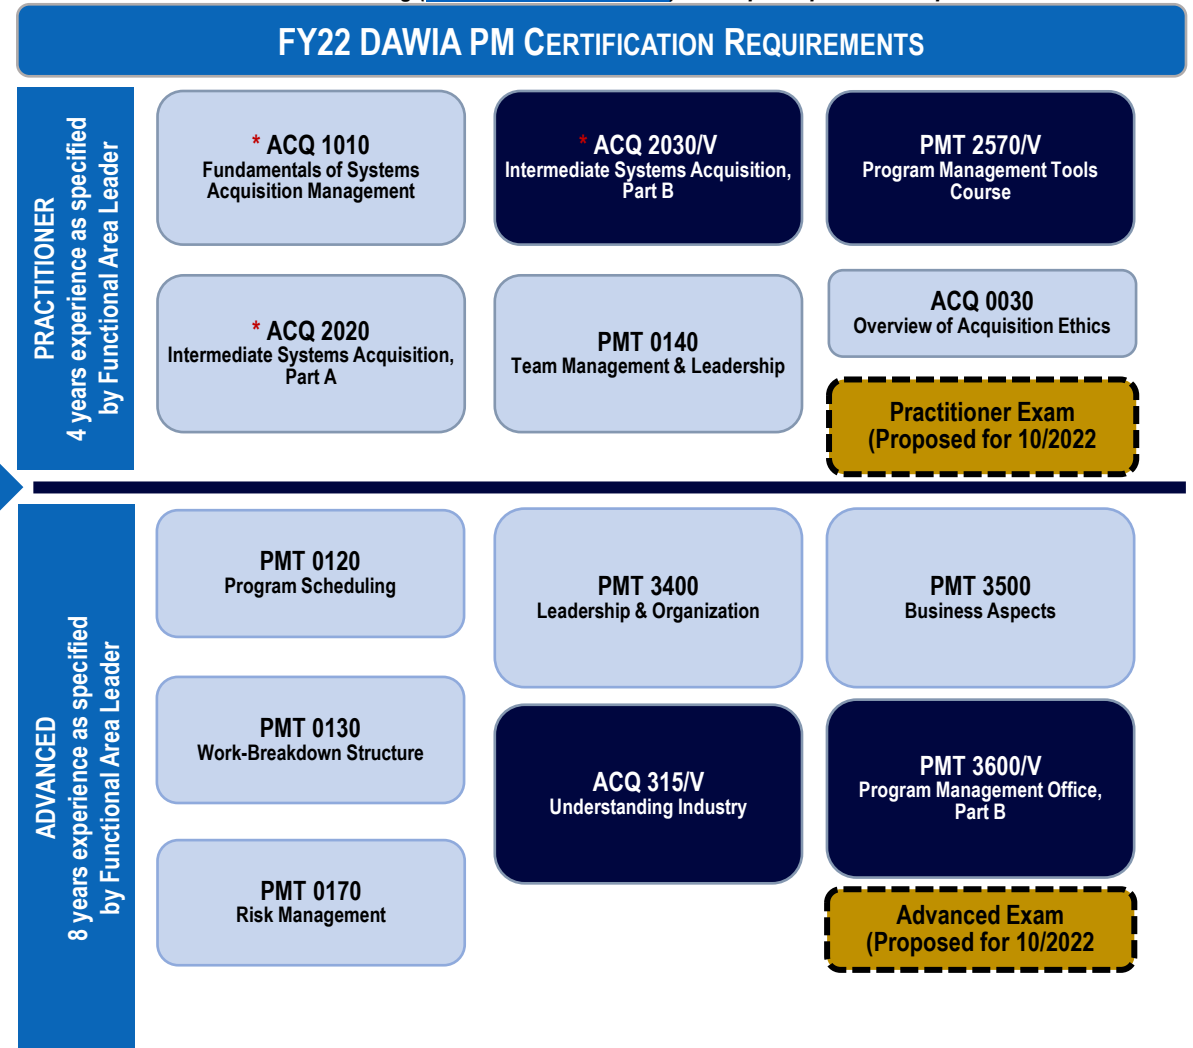 FY22 DAWIA PM CERTIFICATION REQUIREMENTS
PRACTITIONER
4 years experience as specified
by Functional Area Leader
* ACQ 1010
Fundamentals of Systems
Acquisition Management
* ACQ 2030/V
Intermediate Systems Acquisition,
Part B
PMT 2570/V
Program Management Tools
Course
* ACQ 2020
Intermediate Systems Acquisition,
Part A
PMT 0140
Team Management & Leadership
ACQ 0030
Overview of Acquisition Ethics
Practitioner Exam
(Proposed for 10/2022
ADVANCED
8 years experience as specified
by Functional Area Leader
PMT 0120
Program Scheduling
PMT 3400
Leadership & Organization
PMT 3500
Business Aspects
PMT 0130
Work-Breakdown Structure
ACQ 315/V
Understanding Industry
PMT 3600/V
Program Management Office,
Part B
PMT 0170
Risk Management
Advanced Exam
(Proposed for 10/2022